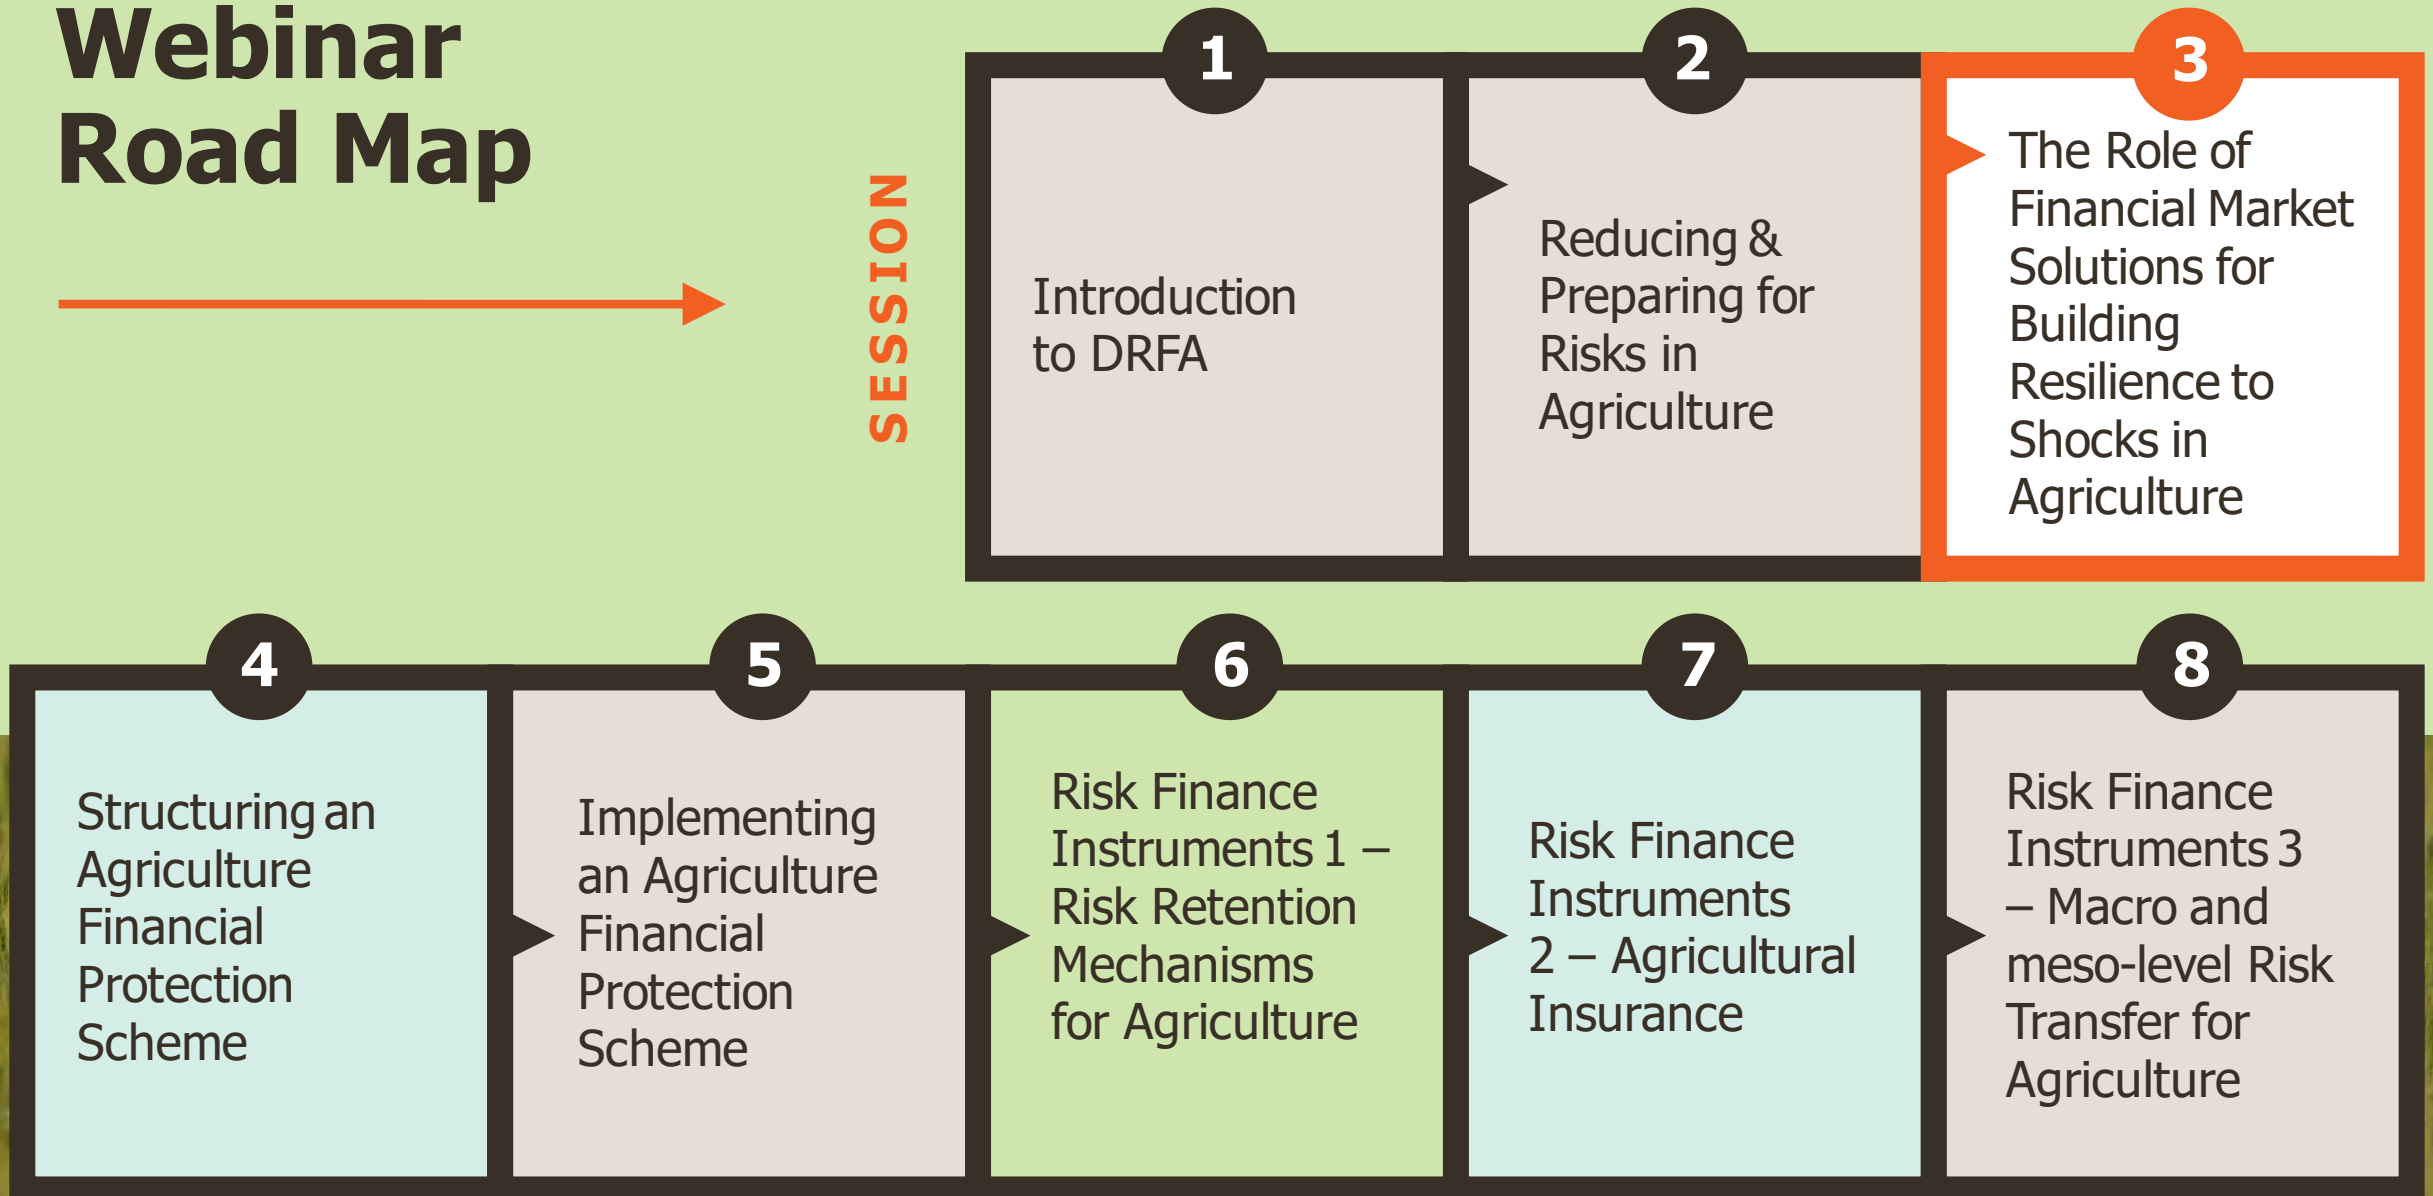 Webinar
Road Map
SESSION
1
Introduction
to DRFA
2
Reducing &
Preparing for
Risks in
Agriculture
3
The Role of
Financial Market
Solutions for
Building
Resilience to
Shocks in
Agriculture
4
Structuring an
Agriculture
Financial
Protection
Scheme
5
Implementing
an Agriculture
Financial
Protection
Scheme
6
Risk Finance
Instruments 1 –
Risk Retention
Mechanisms
for Agriculture
7
Risk Finance
Instruments
2 – Agricultural
Insurance
8
Risk Finance
Instruments 3
– Macro and
meso-level Risk
Transfer for
Agriculture